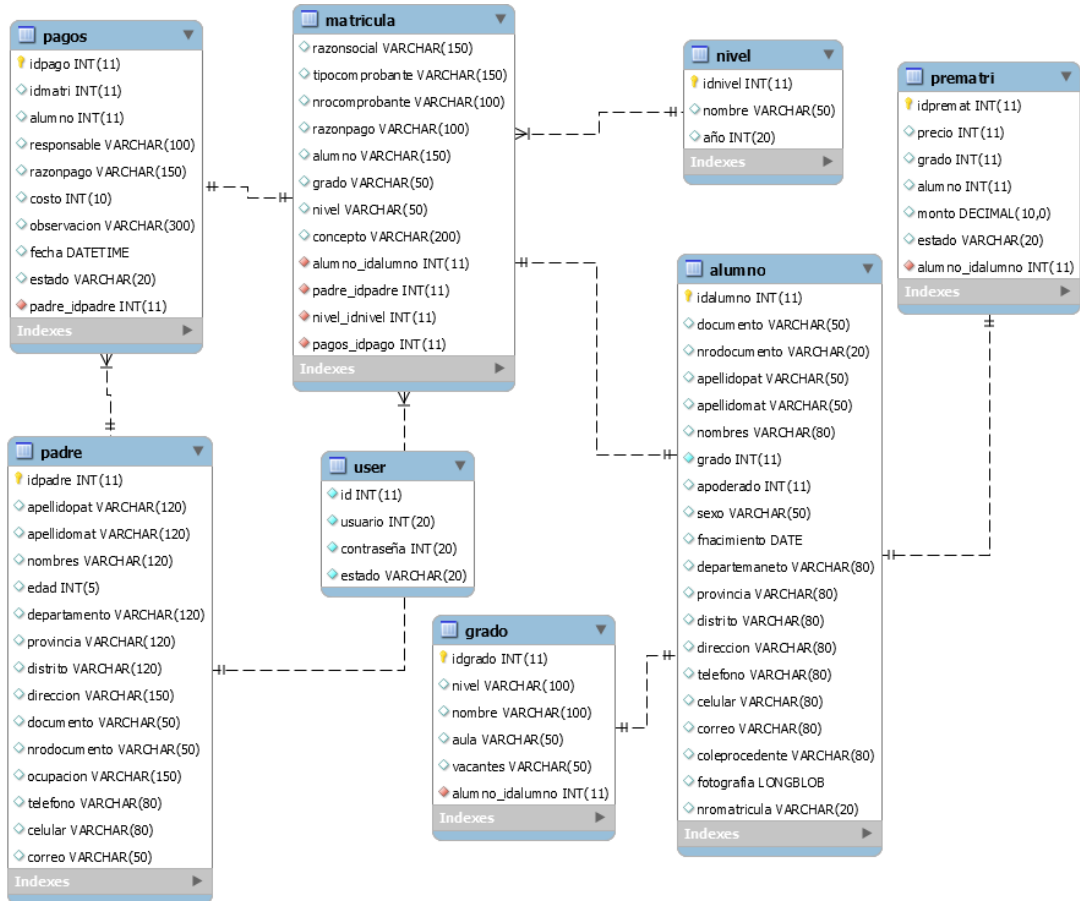 pagos
idpago INT(11)
idmatri INT(11)
alumno INT(11)
responsable VARCHAR(100)
razonpago VARCHAR(150)
costo INT(10)
observacion VARCHAR(300)
fecha DATETIME
estado VARCHAR(20)
padre_idpadre INT(11)
Indexes
matricula
razonsocial VARCHAR(150)
tipocomprobante VARCHAR(150)
nrocomprobante VARCHAR(100)
razonpago VARCHAR(100)
alumno VARCHAR(150)
grado VARCHAR(50)
nivel VARCHAR(50)
concepto VARCHAR(200)
alumno_idalumno INT(11)
padre_idpadre INT(11)
nivel_idnivel INT(11)
pagos_idpago INT(11)
Indexes
nivel
idnivel INT(11)
nombre VARCHAR(50)
año INT(20)
Indexes
prematri
idpremat INT(11)
precio INT(11)
grado INT(11)
alumno INT(11)
monto DECIMAL(10,0)
estado VARCHAR(20)
alumno_idalumno INT(11)
Indexes
padre
idpadre INT(11)
apellidopat VARCHAR(120)
apellidomat VARCHAR(120)
nombres VARCHAR(120)
edad INT(5)
departamento VARCHAR(120)
provincia VARCHAR(120)
distrito VARCHAR(120)
direccion VARCHAR(150)
documento VARCHAR(50)
nrodocumento VARCHAR(50)
ocupacion VARCHAR(150)
telefono VARCHAR(80)
celular VARCHAR(80)
correo VARCHAR(50)
Indexes
user
id INT(11)
usuario INT(20)
contraseña INT(20)
estado VARCHAR(20)
grado
idgrado INT(11)
nivel VARCHAR(100)
nombre VARCHAR(100)
aula VARCHAR(50)
vacantes VARCHAR(50)
alumno_idalumno INT(11)
Indexes
alumno
idalumno INT(11)
documento VARCHAR(50)
nrodocumento VARCHAR(20)
apellidopat VARCHAR(50)
apellidomat VARCHAR(50)
nombres VARCHAR(80)
grado INT(11)
apoderado INT(11)
sexo VARCHAR(50)
fnacimiento DATE
departemaneto VARCHAR(80)
provincia VARCHAR(80)
distrito VARCHAR(80)
direccion VARCHAR(80)
telefono VARCHAR(80)
celular VARCHAR(80)
correo VARCHAR(80)
coleprocedente VARCHAR(80)
fotografia LONGBLOB
nromatricula VARCHAR(20)
Indexes